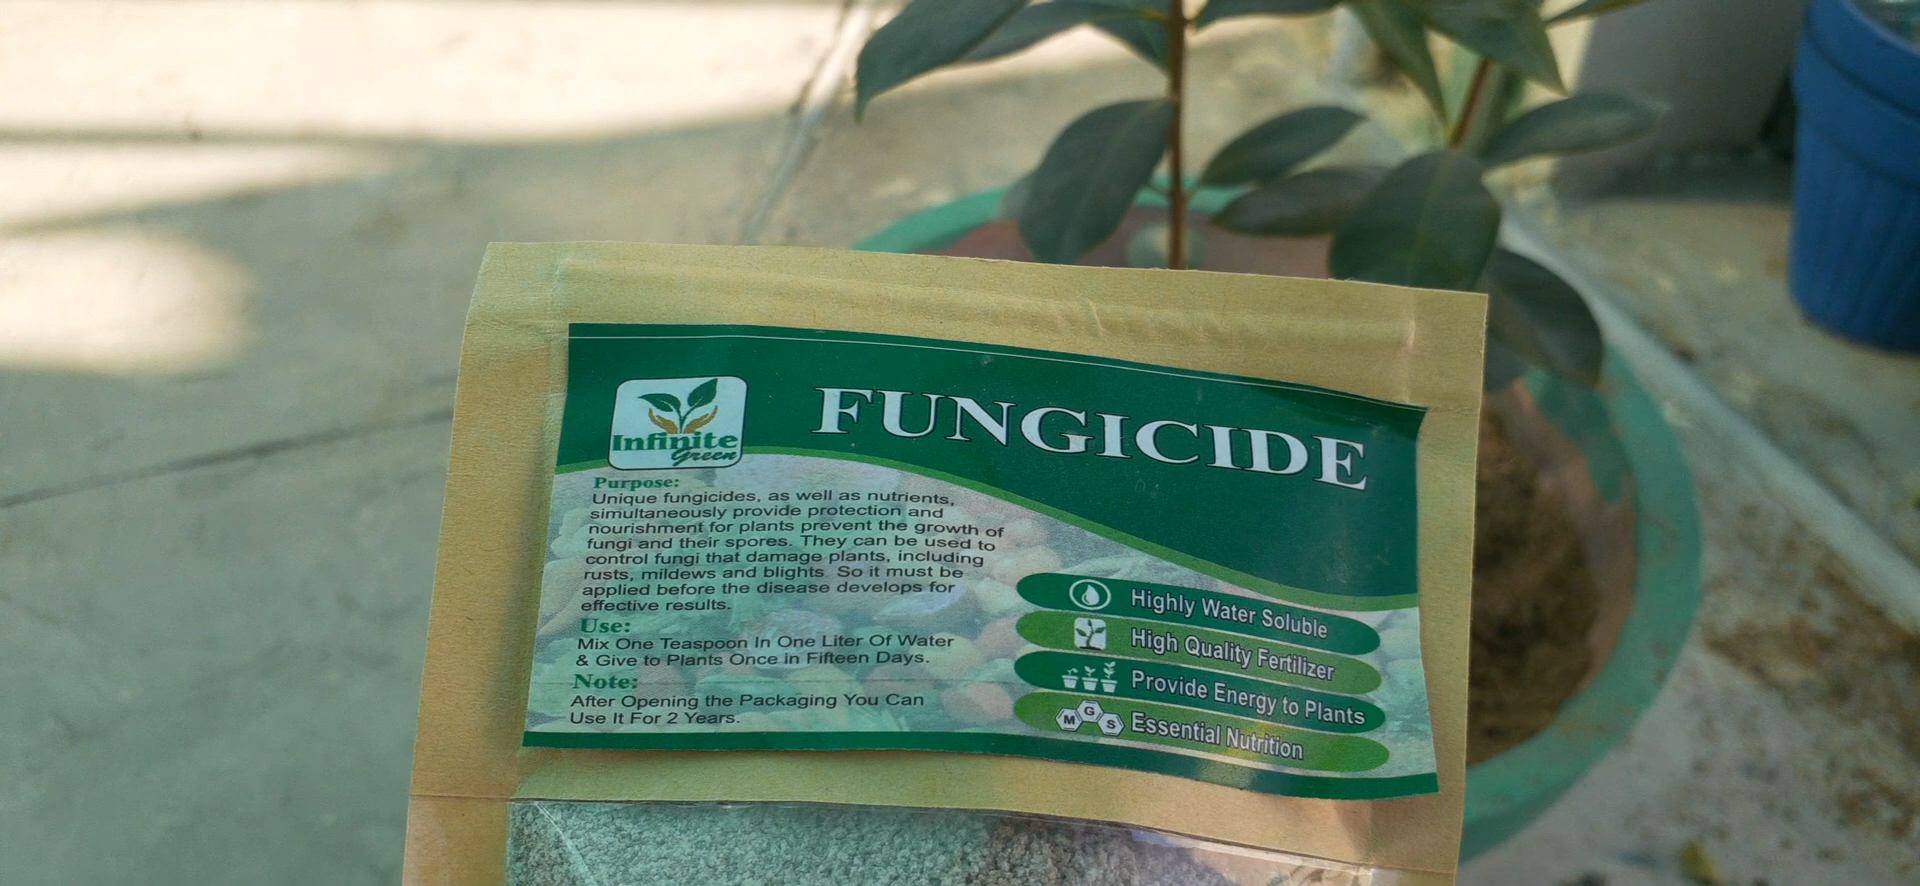 Infinite
Green
FUNGICIDE
Purpose:
Unique fungicides, as well as nutrients,
simultaneously provide protection and
nourishment for plants prevent the growth of
fungi and their spores. They can be used to
control fungi that damage plants, including
rusts, mildews and blights. So it must be
applied before the disease develops for
effective results.
Use:
Mix One Teaspoon In One Liter Of Water
& Give to Plants Once in Fifteen Days.
Note:
After Opening the Packaging You Can
Use It For 2 Years.
Highly Water Soluble
High Quality Fertilizer
Provide Energy to Plants
M G S Essential Nutrition